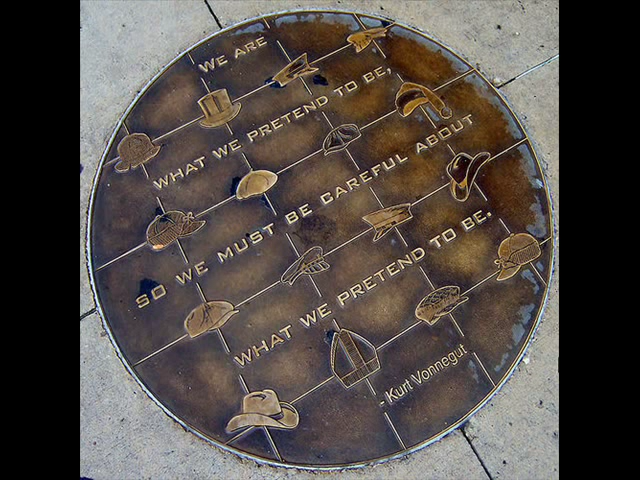 WE ARE
WHAT WE PRETEND TO BE,
SO WE MUST BE CAREFUL ABOUT
WHAT WE PRETEND TO BE.
- Kurt Vonnegut